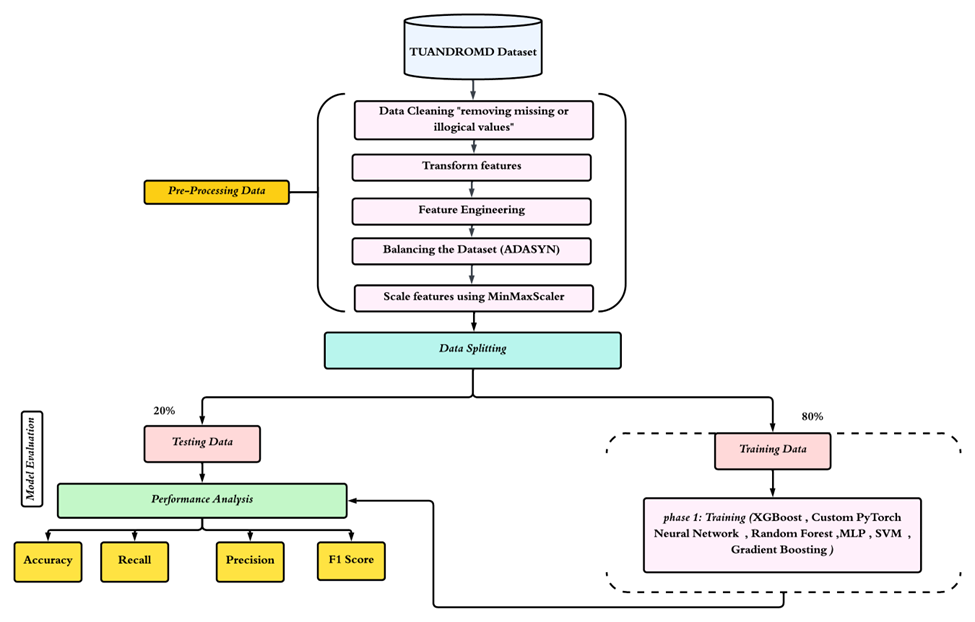 TUANDROMD Dataset
Data Cleaning "removing missing or
illogical values"
Transform features
Pre-Processing Data
Feature Engineering
Balancing the Dataset (ADASYN)
Scale features using MinMaxScaler
Data Splitting
20%
80%
Model Evaluation
Testing Data
Training Data
Performance Analysis
phase 1: Training (XGBoost , Custom PyTorch
Neural Network , Random Forest ,MLP , SVM ,
Gradient Boosting )
Accuracy
Recall
Precision
F1 Score